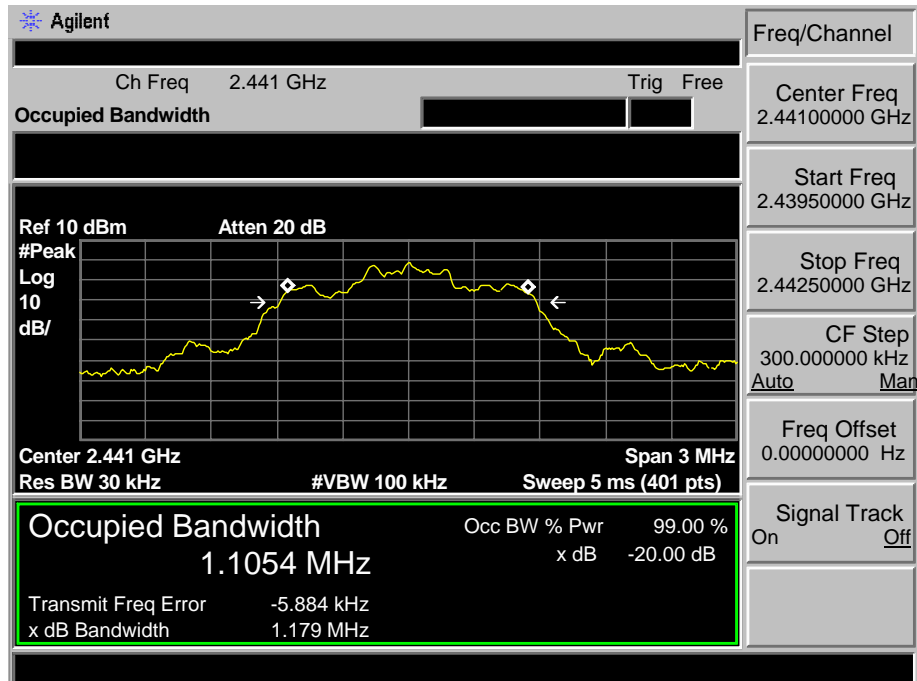 Agilent
Freq/Channel
Ch Freq 2.441 GHz Trig Free
Occupied Bandwidth
Center Freq
2.44100000 GHz
Start Freq
2.43950000 GHz
Stop Freq
2.44250000 GHz
CF Step
300.000000 kHz
Auto Man
Freq Offset
0.00000000 Hz
Signal Track
On Off
Ref 10 dBm Atten 20 dB
#Peak
Log
10
dB/
Center 2.441 GHz Span 3 MHz
Res BW 30 kHz #VBW 100 kHz Sweep 5 ms (401 pts)
Occupied Bandwidth Occ BW % Pwr 99.00 %
1.1054 MHz x dB -20.00 dB
Transmit Freq Error -5.884 kHz
x dB Bandwidth 1.179 MHz